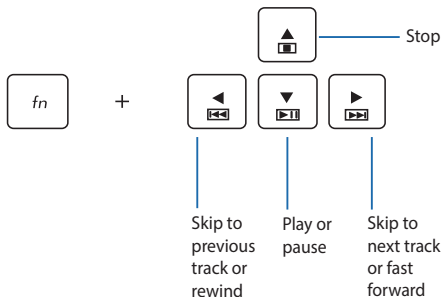 Stop
fn +
Skip to
previous
track or
rewind
Play or
pause
Skip to
next track
or fast
forward